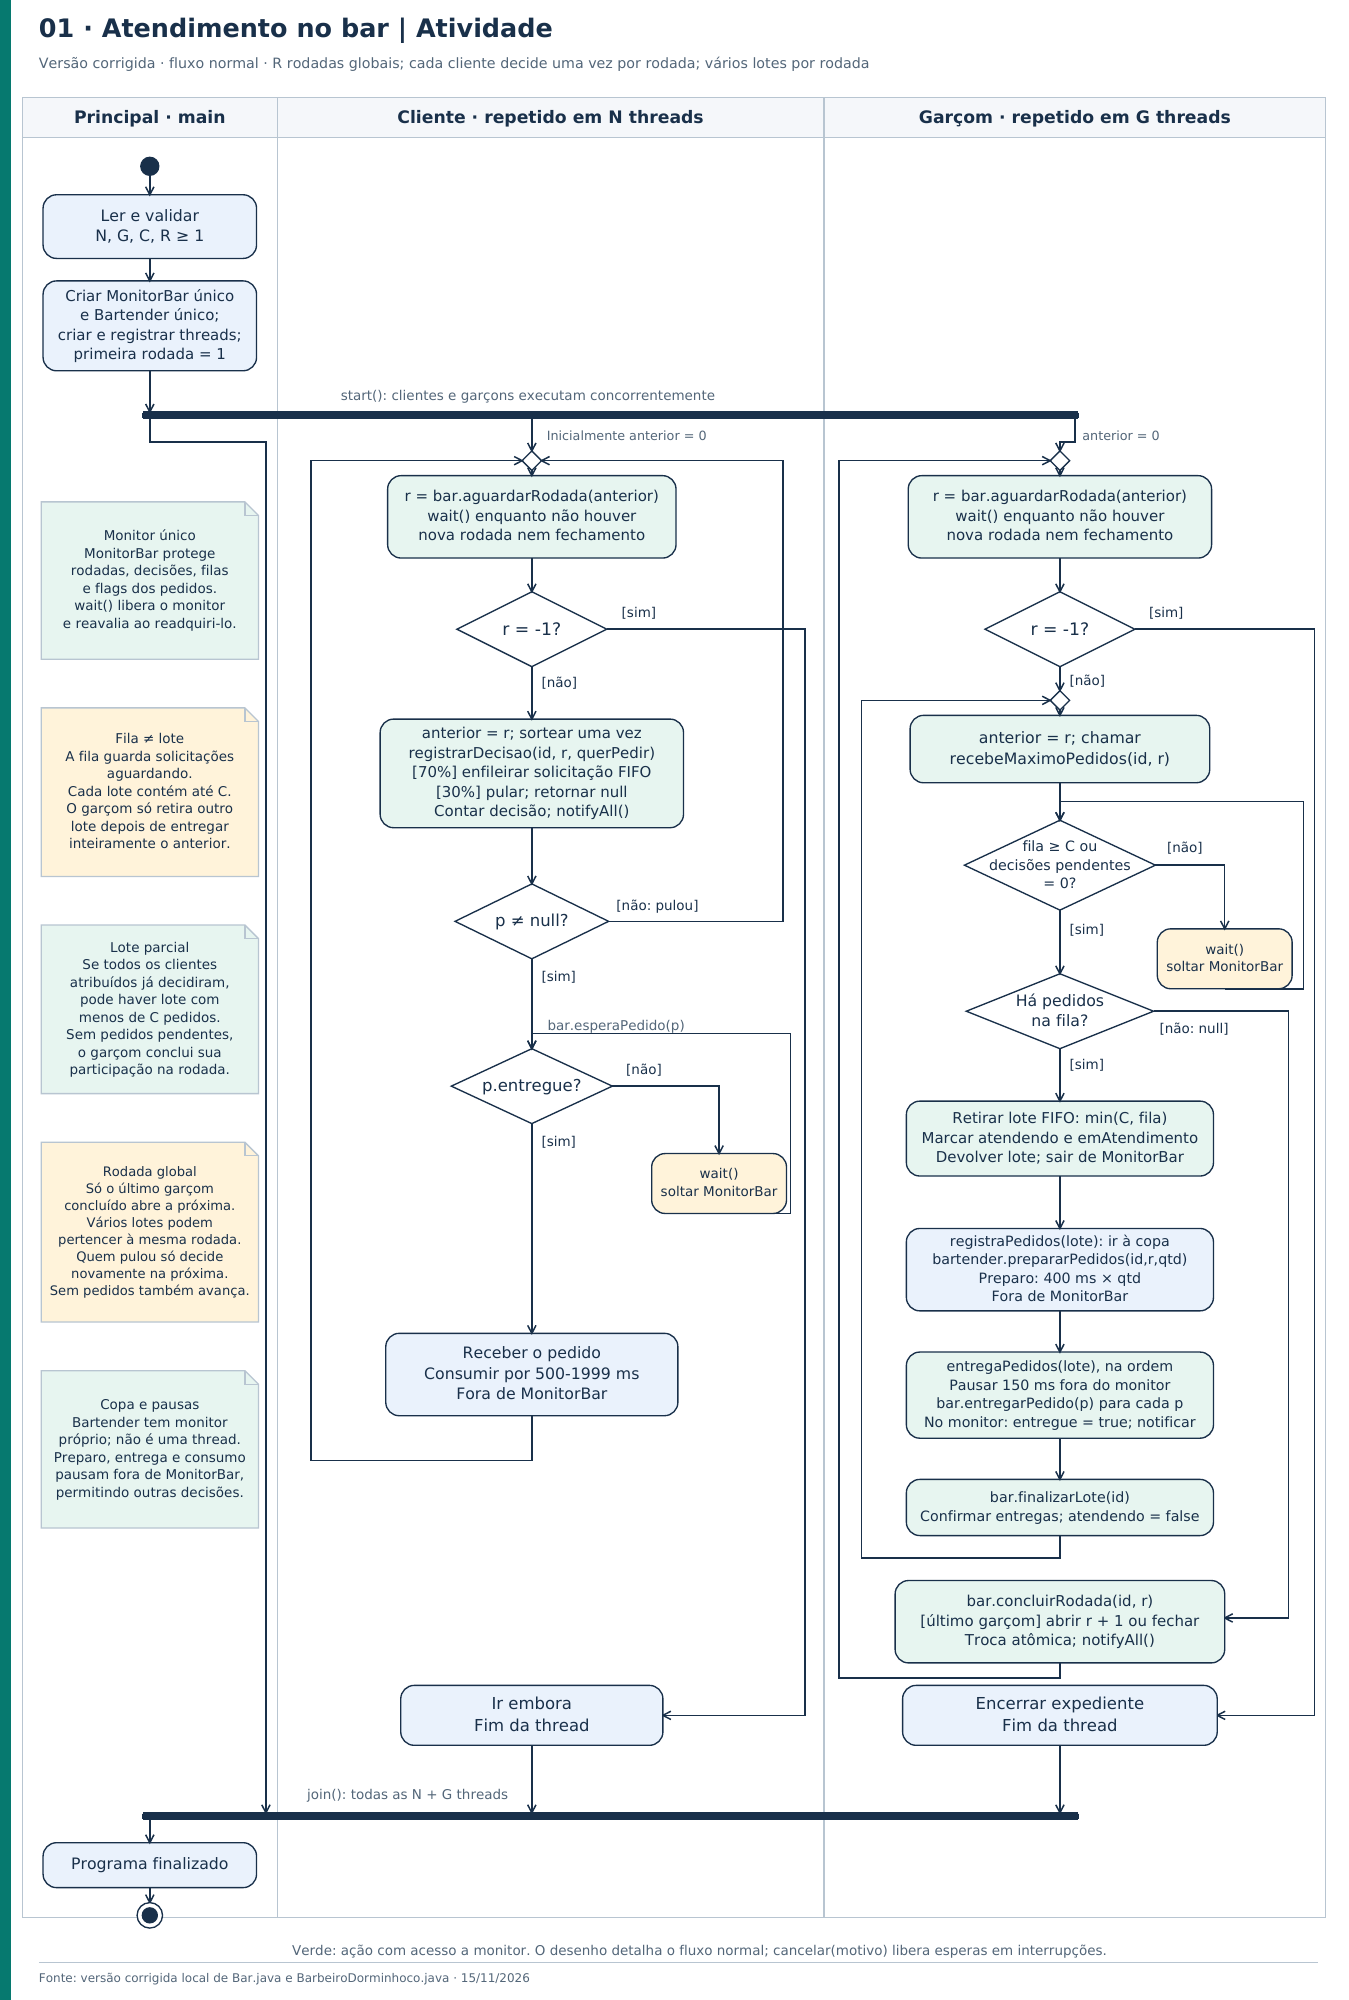 01 · Atendimento no bar | Atividade
Versão corrigida · fluxo normal · R rodadas globais; cada cliente decide uma vez por rodada; vários lotes por rodada
Principal · main
Cliente · repetido em N threads
Garçom · repetido em G threads
Ler e validar
N, G, C, R ≥ 1
Criar MonitorBar único
e Bartender único;
criar e registrar threads;
primeira rodada = 1
start(): clientes e garçons executam concorrentemente
Monitor único
MonitorBar protege
rodadas, decisões, filas
e flags dos pedidos.
wait() libera o monitor
e reavalia ao readquiri-lo.
Fila ≠ lote
A fila guarda solicitações
aguardando.
Cada lote contém até C.
O garçom só retira outro
lote depois de entregar
inteiramente o anterior.
Lote parcial
Se todos os clientes
atribuídos já decidiram,
pode haver lote com
menos de C pedidos.
Sem pedidos pendentes,
o garçom conclui sua
participação na rodada.
Rodada global
Só o último garçom
concluído abre a próxima.
Vários lotes podem
pertencer à mesma rodada.
Quem pulou só decide
novamente na próxima.
Sem pedidos também avança.
Copa e pausas
Bartender tem monitor
próprio; não é uma thread.
Preparo, entrega e consumo
pausam fora de MonitorBar,
permitindo outras decisões.
Inicialmente anterior = 0
r = bar.aguardarRodada(anterior)
wait() enquanto não houver
nova rodada nem fechamento
r = -1?
[sim]
[não]
anterior = r; sortear uma vez
registrarDecisao(id, r, querPedir)
[70%] enfileirar solicitação FIFO
[30%] pular; retornar null
Contar decisão; notifyAll()
p ≠ null?
[não: pulou]
[sim]
bar.esperaPedido(p)
p.entregue?
[não]
[sim]
wait()
soltar MonitorBar
Receber o pedido
Consumir por 500-1999 ms
Fora de MonitorBar
Ir embora
Fim da thread
anterior = 0
r = bar.aguardarRodada(anterior)
wait() enquanto não houver
nova rodada nem fechamento
r = -1?
[sim]
[não]
anterior = r; chamar
recebeMaximoPedidos(id, r)
fila ≥ C ou
decisões pendentes
= 0?
[não]
[sim]
wait()
soltar MonitorBar
Há pedidos
na fila?
[não: null]
[sim]
Retirar lote FIFO: min(C, fila)
Marcar atendendo e emAtendimento
Devolver lote; sair de MonitorBar
registraPedidos(lote): ir à copa
bartender.prepararPedidos(id,r,qtd)
Preparo: 400 ms × qtd
Fora de MonitorBar
entregaPedidos(lote), na ordem
Pausar 150 ms fora do monitor
bar.entregarPedido(p) para cada p
No monitor: entregue = true; notificar
bar.finalizarLote(id)
Confirmar entregas; atendendo = false
bar.concluirRodada(id, r)
[último garçom] abrir r + 1 ou fechar
Troca atômica; notifyAll()
Encerrar expediente
Fim da thread
join(): todas as N + G threads
Programa finalizado
Verde: ação com acesso a monitor. O desenho detalha o fluxo normal; cancelar(motivo) libera esperas em interrupções.
Fonte: versão corrigida local de Bar.java e BarbeiroDorminhoco.java · 15/11/2026